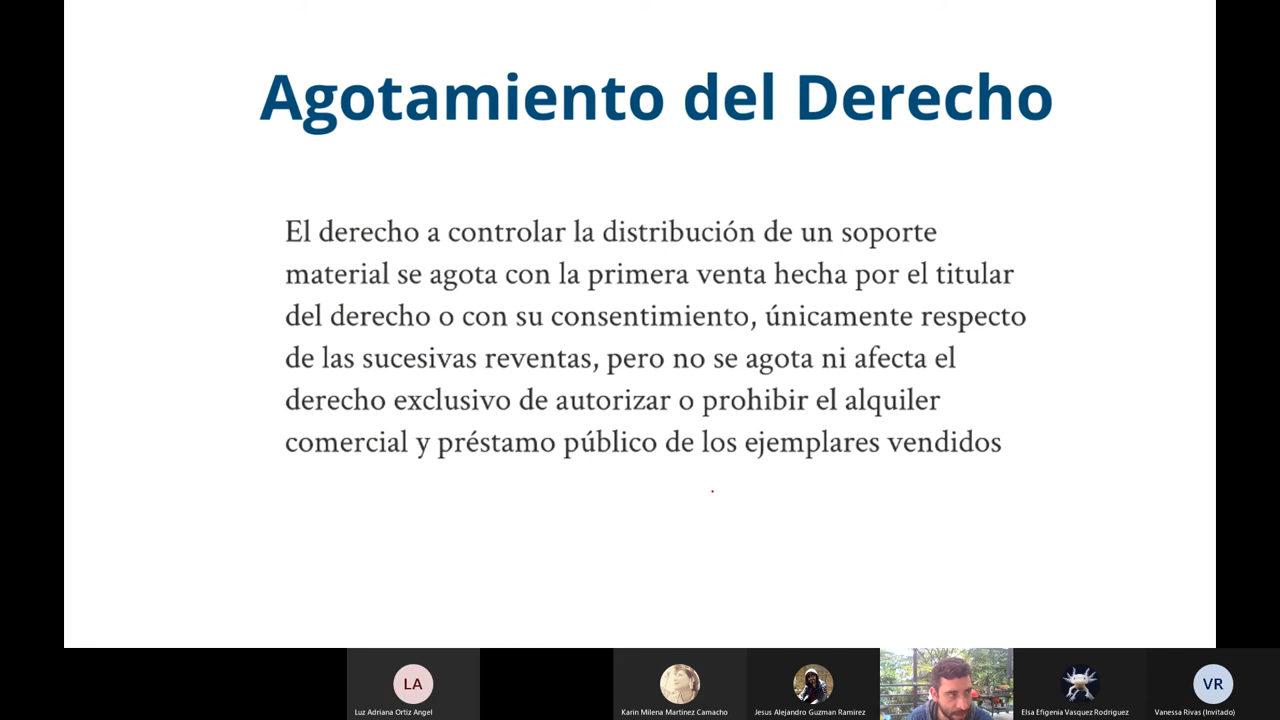 Agotamiento del Derecho
El derecho a controlar la distribución de un soporte
material se agota con la primera venta hecha por el titular
del derecho o con su consentimiento, únicamente respecto
de las sucesivas reventas, pero no se agota ni afecta el
derecho exclusivo de autorizar o prohibir el alquiler
comercial y préstamo público de los ejemplares vendidos
LA
VR
Luz Adriana Ortiz Angel
Karin Milena Martinez Camacho
Jesus Alejandro Guzman Ramirez
Elsa Efigenia Vasquez Rodriguez
Vanessa Rivas (Invitado)